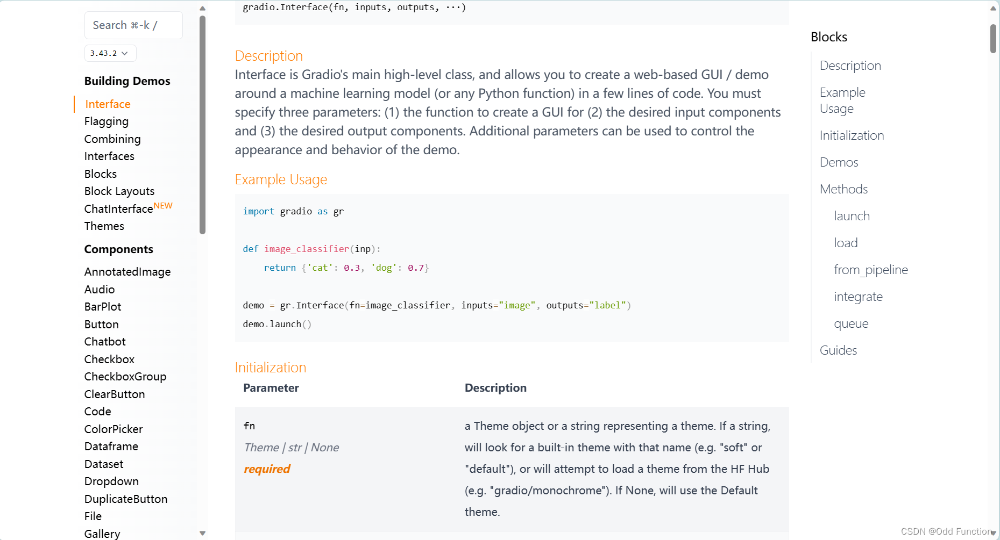 Search ⌘-k /
3.43.2
Building Demos
Interface
Flagging
Combining
Interfaces
Blocks
Block Layouts
ChatInterface NEW
Themes
Components
AnnotatedImage
Audio
BarPlot
Button
Chatbot
Checkbox
CheckboxGroup
ClearButton
Code
ColorPicker
Dataframe
Dataset
Dropdown
DuplicateButton
File
Gallery
gradio.Interface(fn, inputs, outputs, ···)
Description
Interface is Gradio's main high-level class, and allows you to create a web-based GUI / demo
around a machine learning model (or any Python function) in a few lines of code. You must
specify three parameters: (1) the function to create a GUI for (2) the desired input components
and (3) the desired output components. Additional parameters can be used to control the
appearance and behavior of the demo.
Example Usage
import gradio as gr
def image_classifier(inp):
    return {'cat': 0.3, 'dog': 0.7}
demo = gr.Interface(fn=image_classifier, inputs="image", outputs="label")
demo.launch()
Initialization
Parameter Description
fn
Theme | str | None
required
a Theme object or a string representing a theme. If a string,
will look for a built-in theme with that name (e.g. "soft" or
"default"), or will attempt to load a theme from the HF Hub
(e.g. "gradio/monochrome"). If None, will use the Default
theme.
Blocks
Description
Example
Usage
Initialization
Demos
Methods
launch
load
from_pipeline
integrate
queue
Guides
CSDN @Odd Function